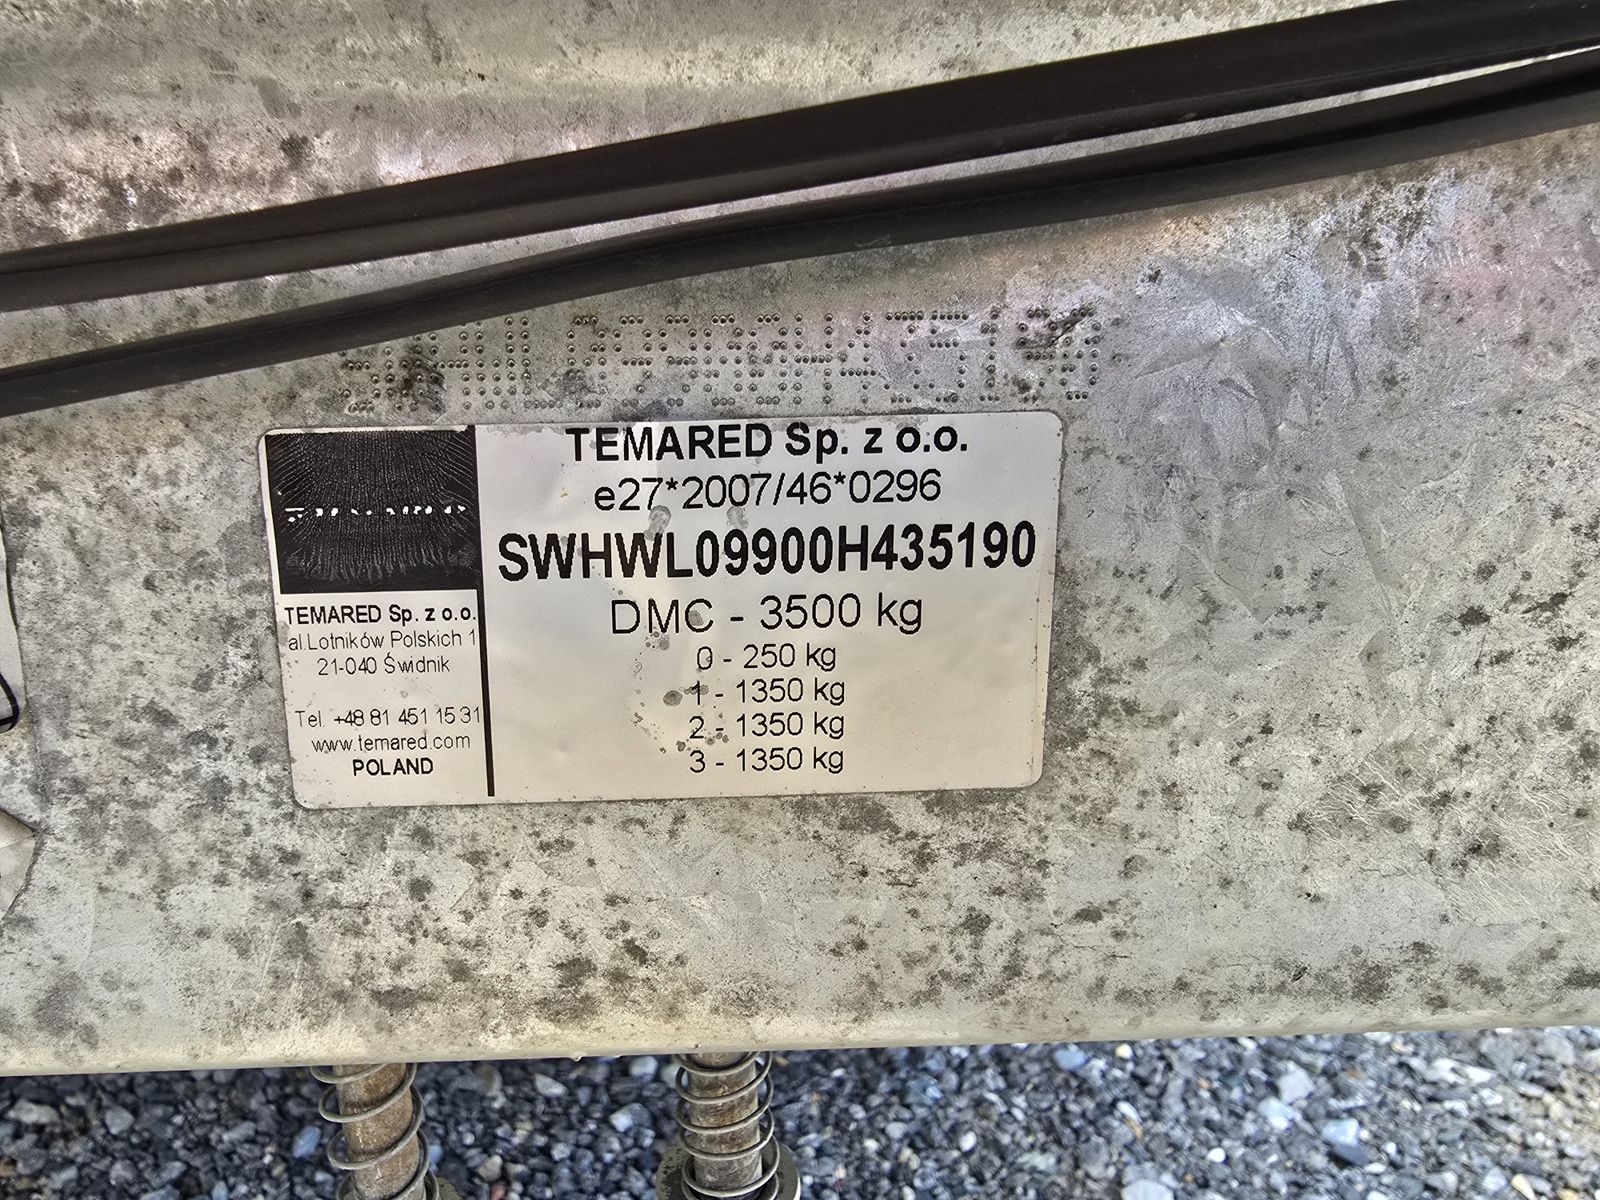 SWHWL09900H435190
TEMARED Sp. z o.o.
e27*2007/46*0296
SWHWL09900H435190
DMC - 3500 kg
0 - 250 kg
1 - 1350 kg
2 - 1350 kg
3 - 1350 kg
TEMARED Sp. z o.o.
al.Lotników Polskich 1
21-040 Świdnik
Tel. +48 81 451 15 31
www.temared.com
POLAND